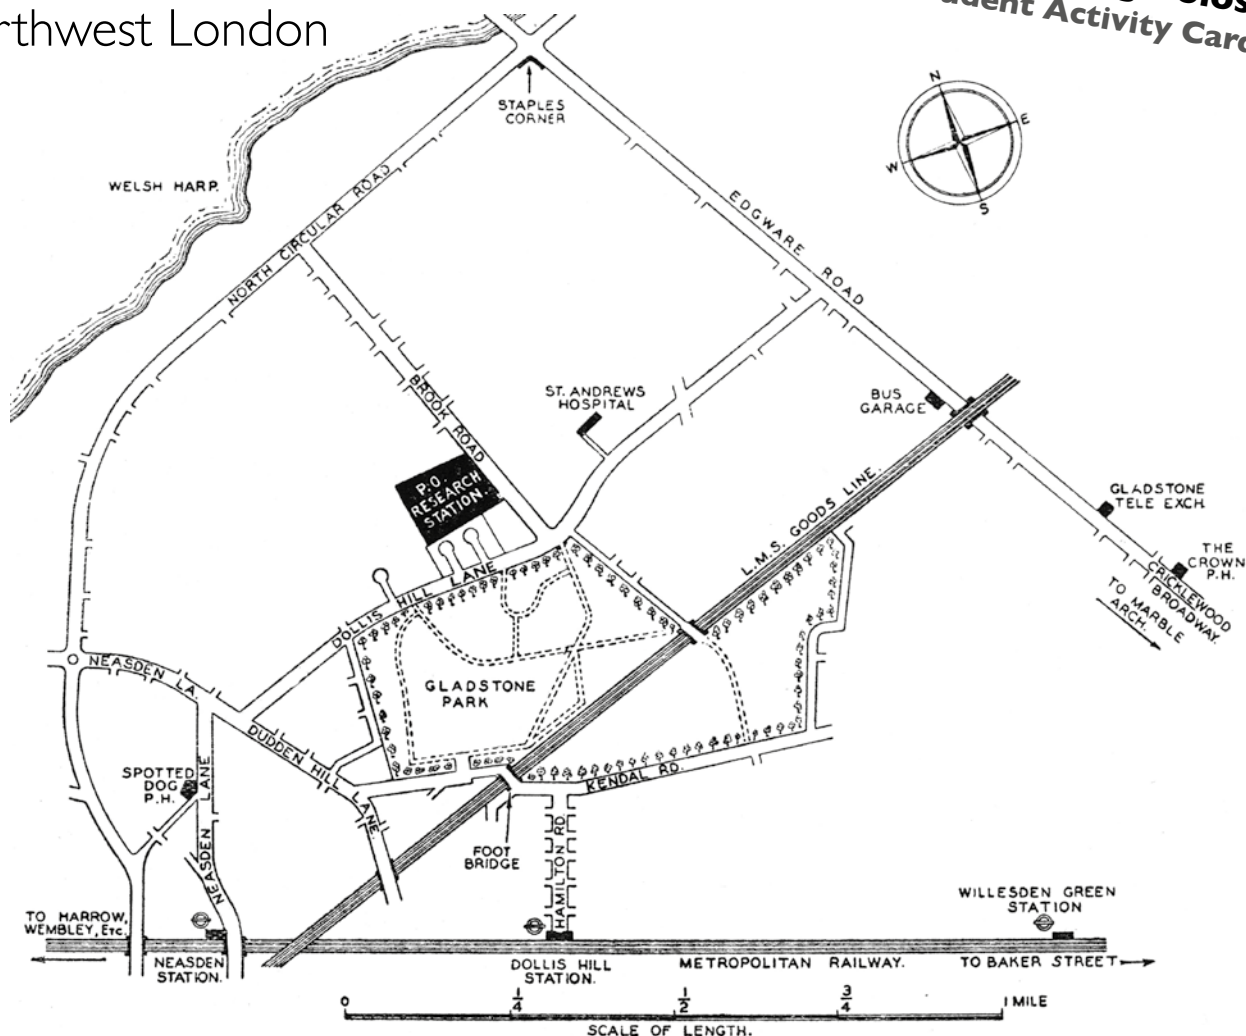 rthwest London
Student Activity Card
STAPLES
CORNER
N
E
W
S
WELSH HARP.
NORTH CIRCULAR ROAD
EDGWARE ROAD
BROOK ROAD
ST. ANDREWS
HOSPITAL
BUS
GARAGE
P.O.
RESEARCH
STATION.
L.M.S. GOODS LINE.
GLADSTONE
TELE EXCH.
THE
CROWN
P.H.
CRICKLEWOOD
BROADWAY.
TO MARBLE
ARCH.
DOLLIS HILL LANE
NEASDEN LA.
GLADSTONE
PARK
DUDDEN HILL LANE.
SPOTTED
DOG
P.H.
NEASDEN LANE
NEASDEN
KENDAL RD.
FOOT
BRIDGE
HAMILTON RD.
WILLESDEN GREEN
STATION
TO HARROW,
WEMBLEY, ETC.
NEASDEN
STATION.
DOLLIS HILL
STATION.
METROPOLITAN RAILWAY.
TO BAKER STREET
0 1/4 1/2 3/4 1 MILE
SCALE OF LENGTH.